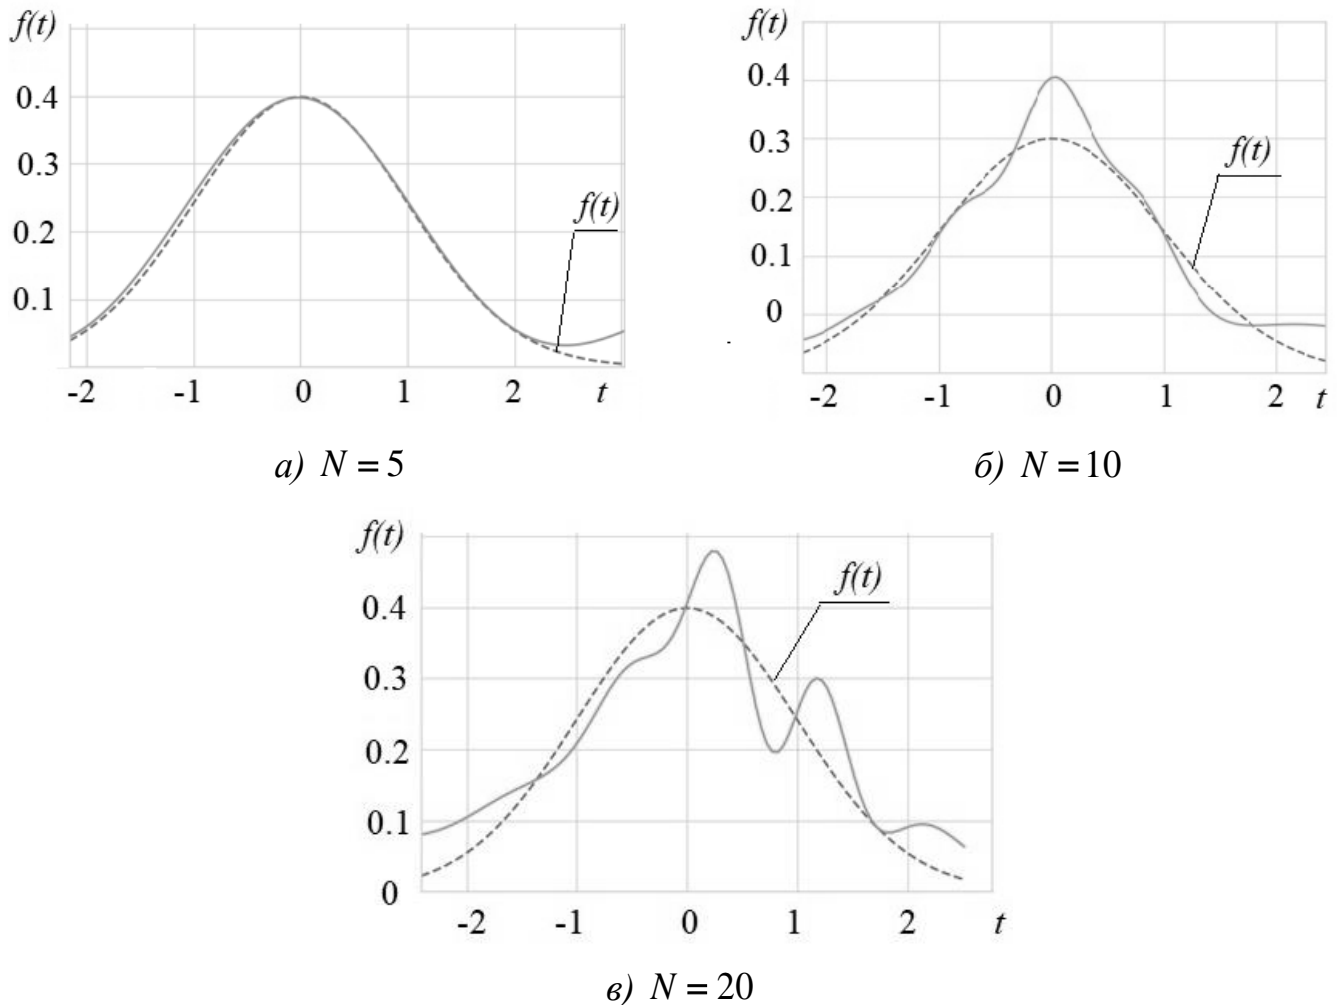 f(t)
0.4
0.3
0.2
0.1
f(t)
-2 -1 0 1 2 t
а) N = 5
f(t)
0.4
0.3
0.2
0.1
0
f(t)
-2 -1 0 1 2 t
б) N = 10
f(t)
0.4
0.3
0.2
0.1
0
f(t)
-2 -1 0 1 2 t
в) N = 20